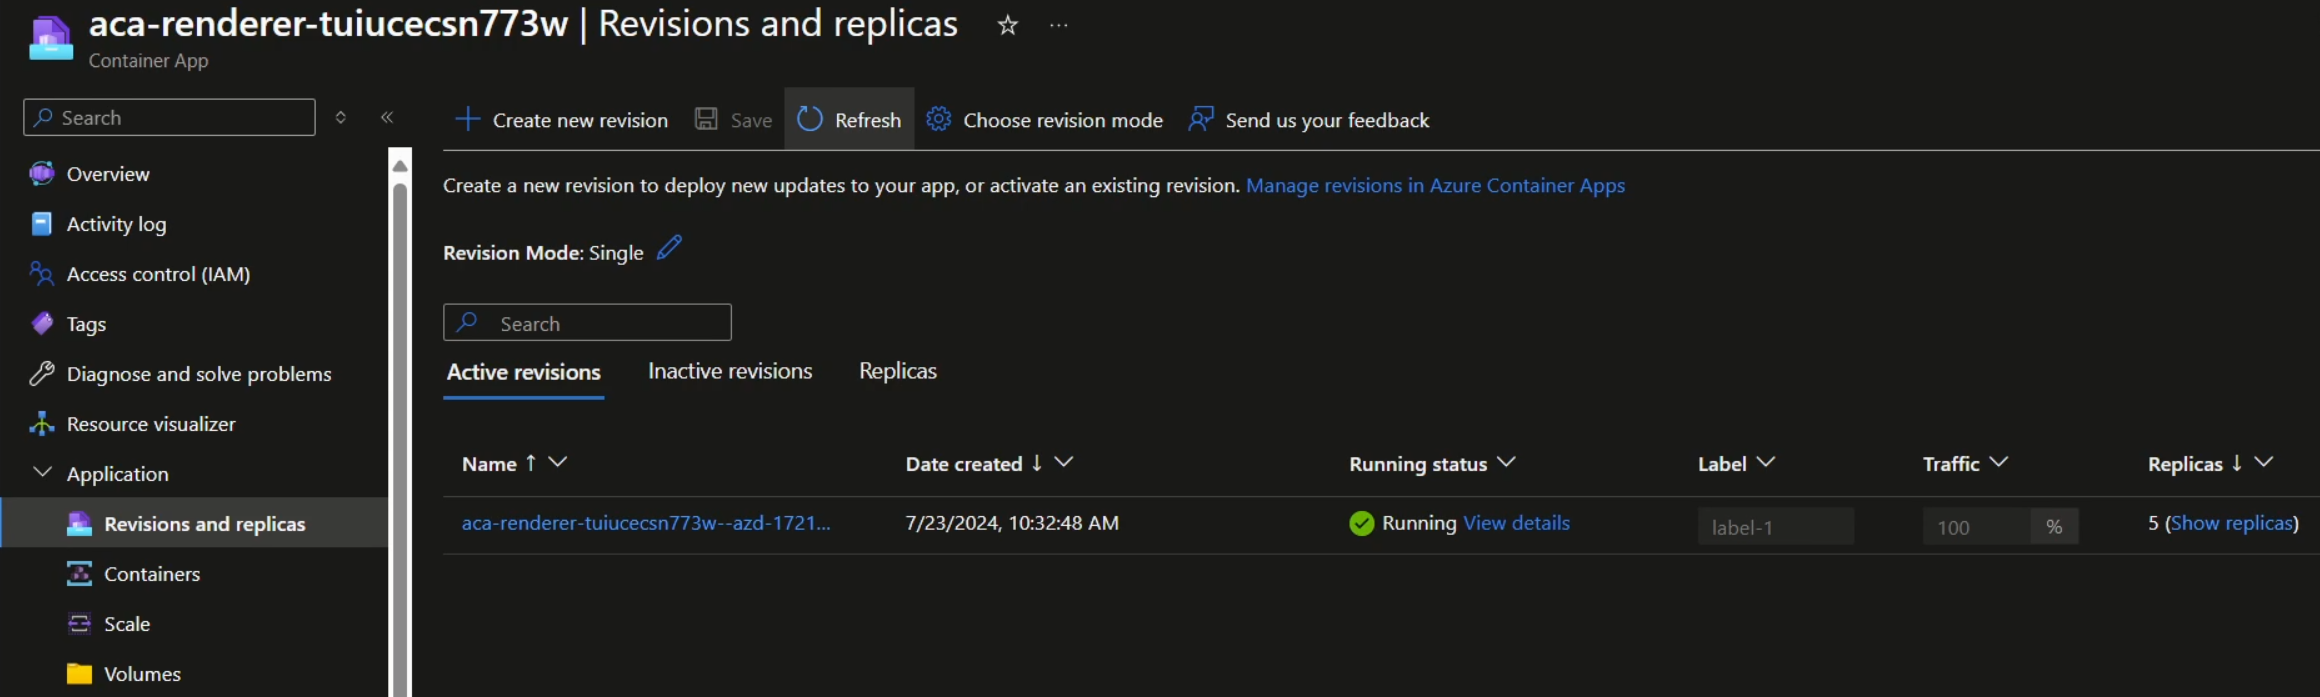 aca-renderer-tuiucecsn773w | Revisions and replicas
Container App
Search
Overview
Activity log
Access control (IAM)
Tags
Diagnose and solve problems
Resource visualizer
Application
Revisions and replicas
Containers
Scale
Volumes
Create new revision Save Refresh Choose revision mode Send us your feedback
Create a new revision to deploy new updates to your app, or activate an existing revision. Manage revisions in Azure Container Apps
Revision Mode: Single
Search
Active revisions Inactive revisions Replicas
Name ↑ Date created ↓ Running status Label Traffic Replicas ↓
aca-renderer-tuiucecsn773w--azd-1721... 7/23/2024, 10:32:48 AM Running View details label-1 100 % 5 (Show replicas)